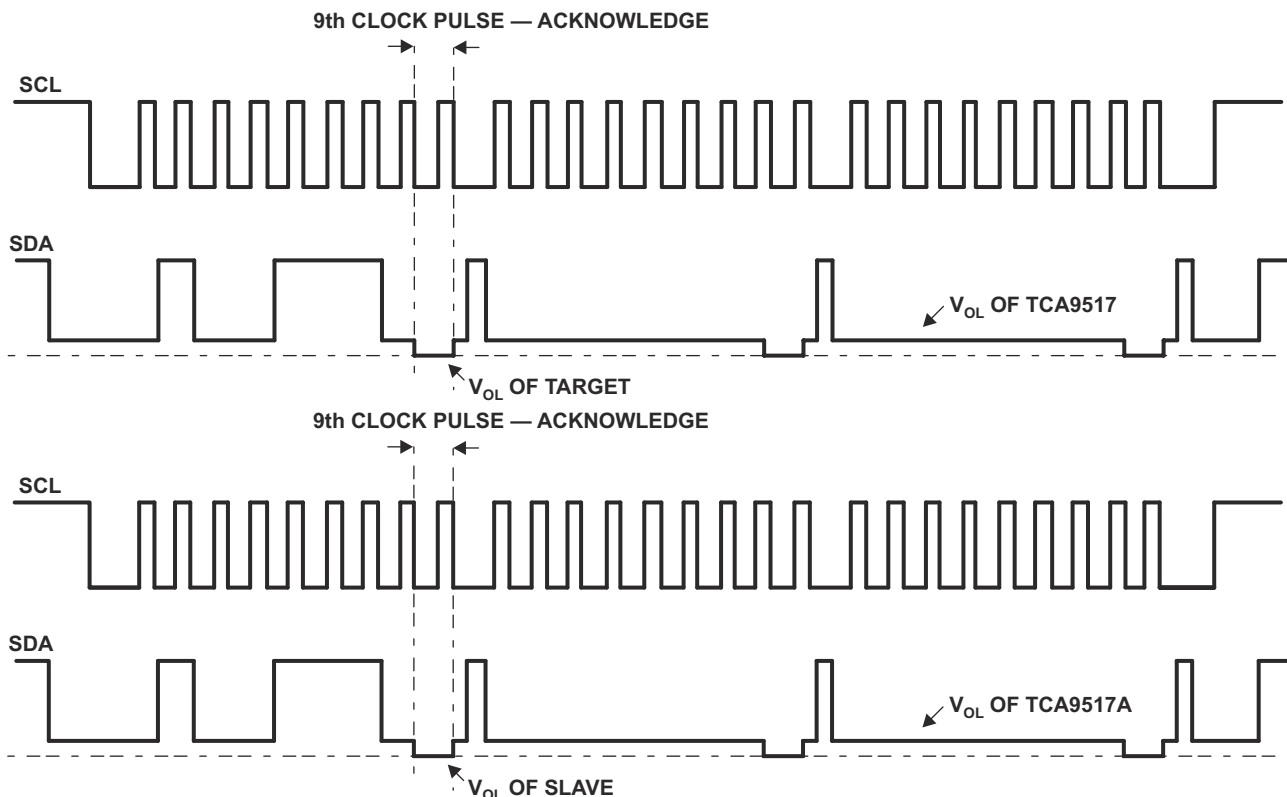 9th CLOCK PULSE — ACKNOWLEDGE
SCL
SDA
VOL OF TCA9517
VOL OF TARGET
9th CLOCK PULSE — ACKNOWLEDGE
SCL
SDA
VOL OF TCA9517A
VOL OF SLAVE